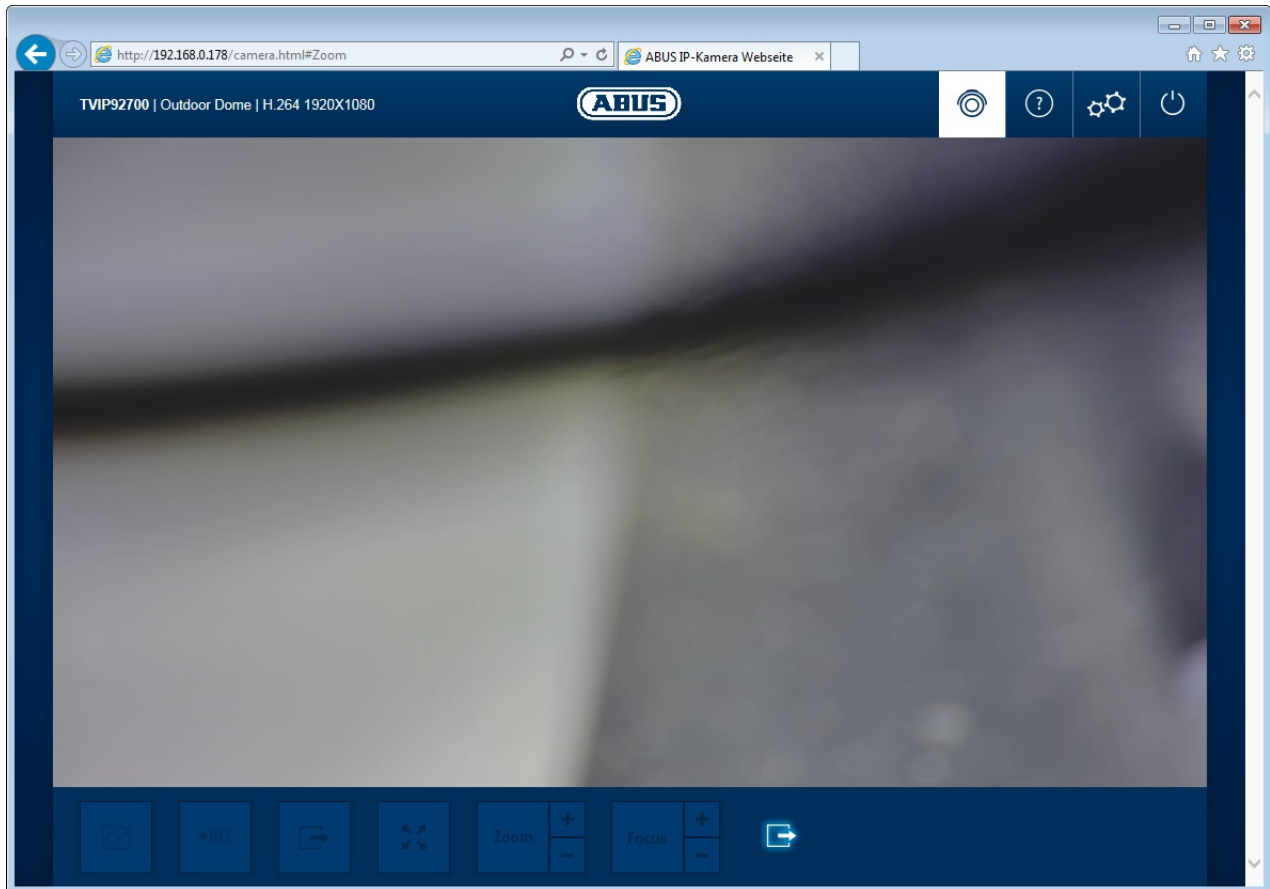 http://192.168.0.178/camera.html#Zoom
ABUS IP-Kamera Webseite
TVIP92700 | Outdoor Dome | H.264 1920X1080
ABUS
?
REC
Zoom
+
−
Focus
+
−